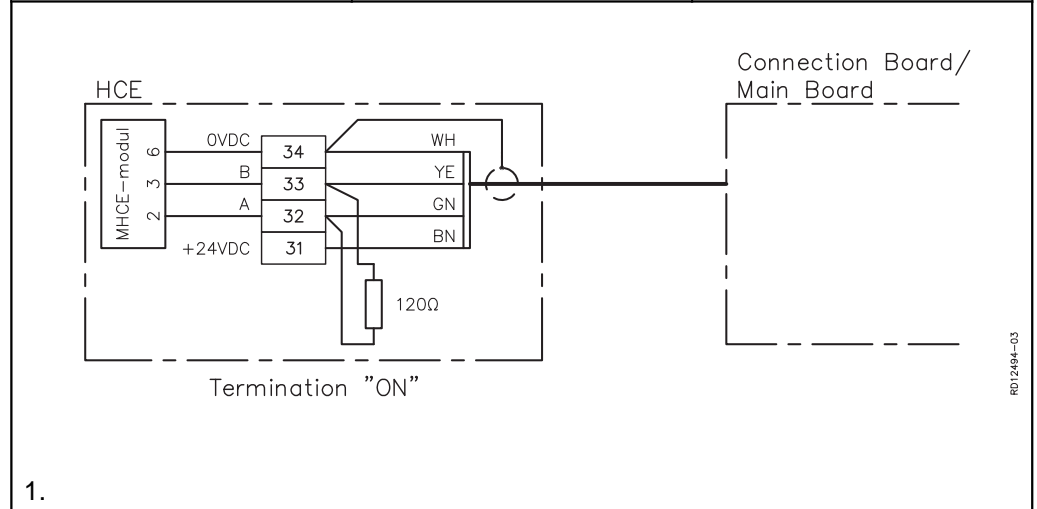 Connection Board/
Main Board
HCE
MHCE-modul
6
3
2
0VDC
B
A
+24VDC
34
33
32
31
WH
YE
GN
BN
120Ω
Termination "ON"
RD12494-03
1.